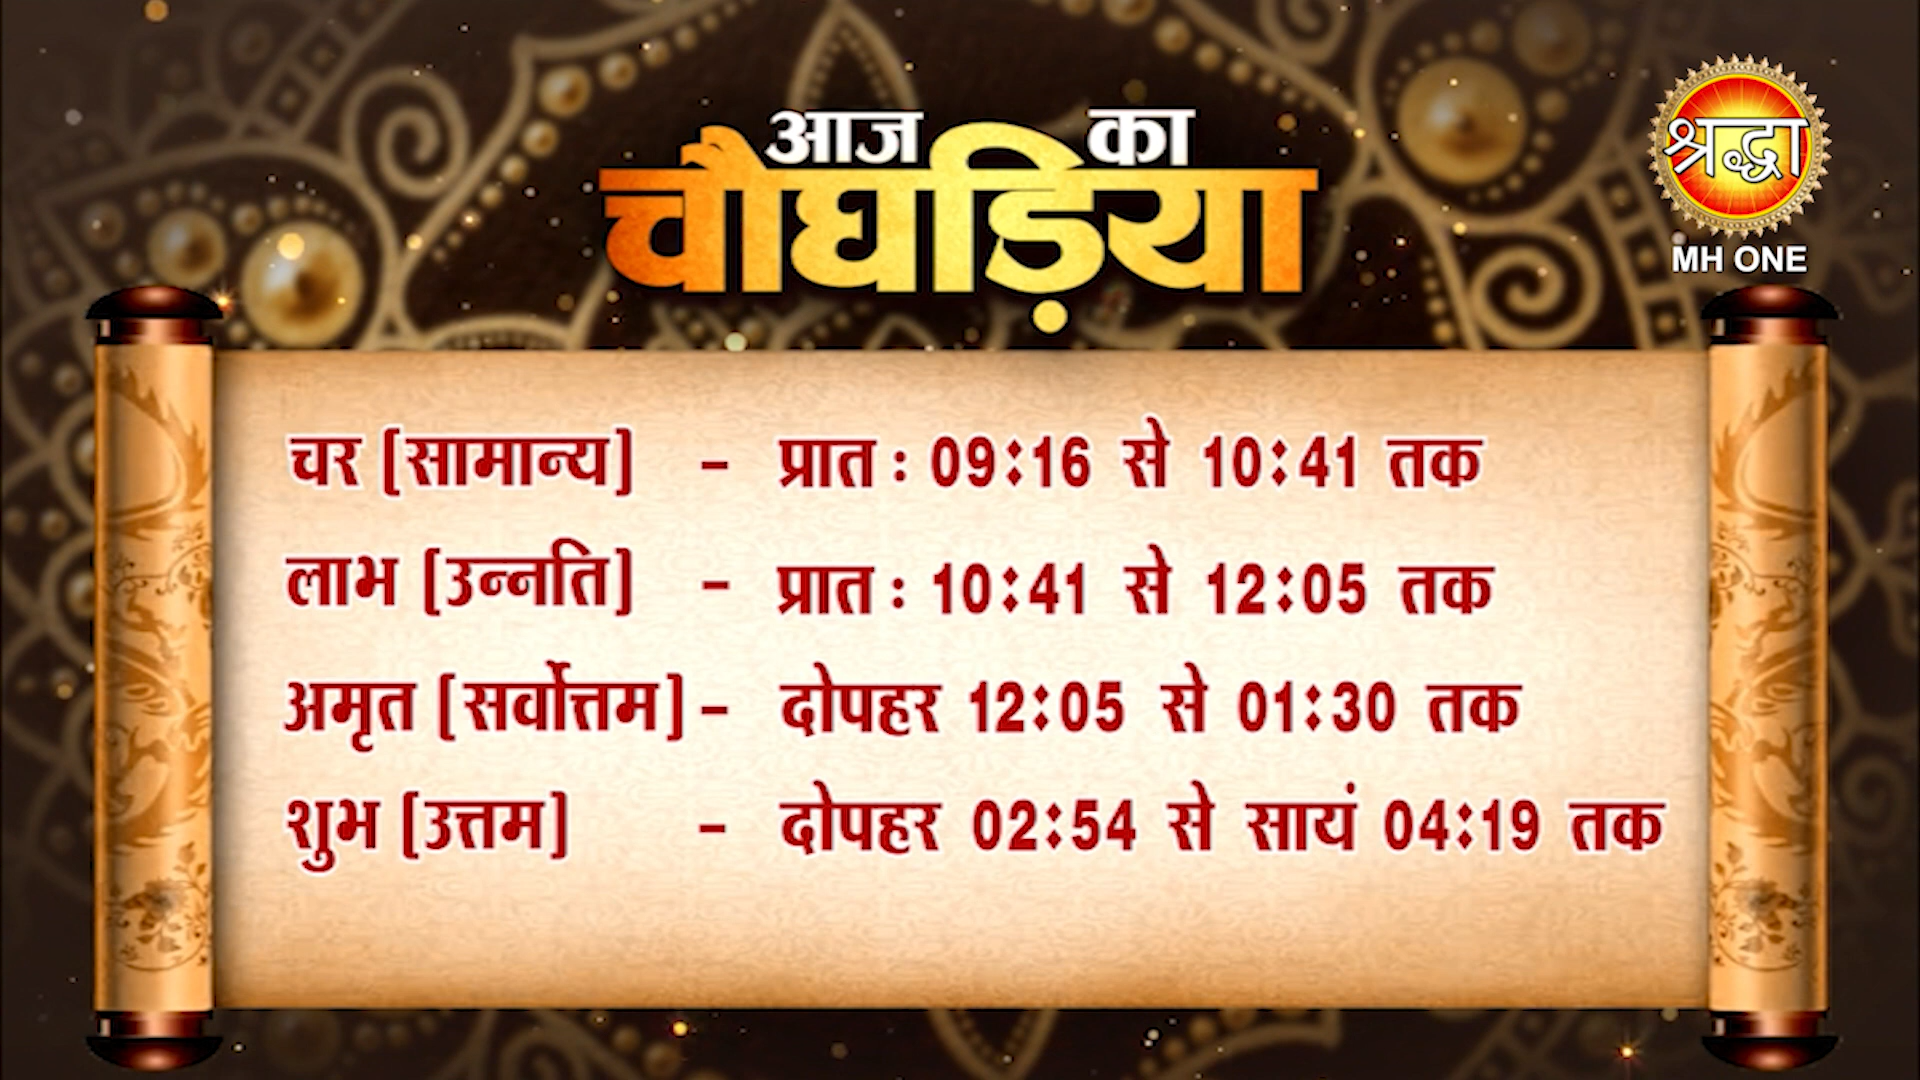 आज का
चौघड़िया
श्रद्धा
MH ONE
चर [सामान्य] - प्रात : 09:16 से 10:41 तक
लाभ [उन्नति] - प्रात : 10:41 से 12:05 तक
अमृत [सर्वोत्तम] - दोपहर 12:05 से 01:30 तक
शुभ [उत्तम] - दोपहर 02:54 से सायं 04:19 तक